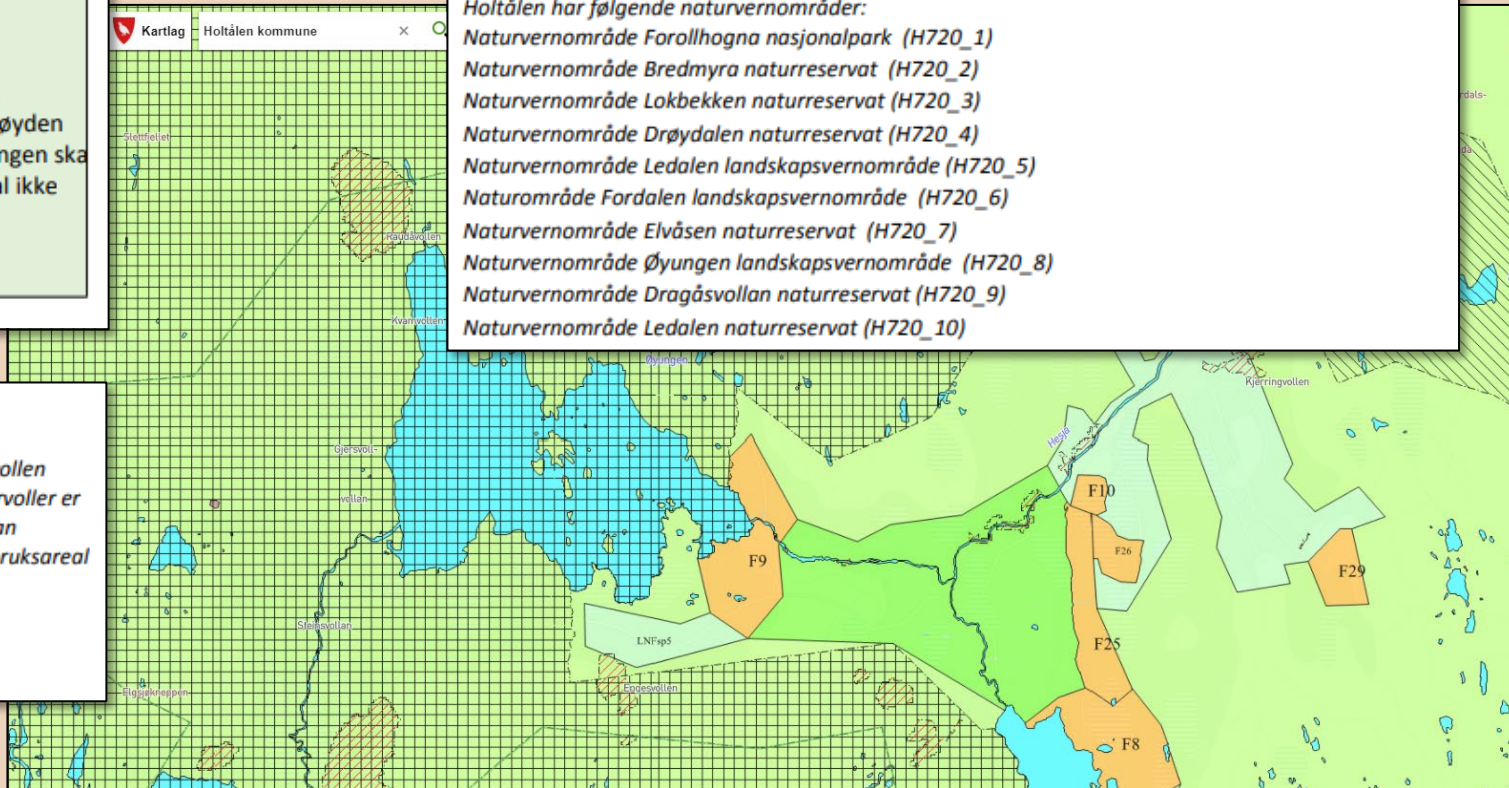 øyden
ngen ska
l ikke
Kartlag
Holtålen kommune
Holtålen har følgende naturvernområder:
Naturvernområde Forollhogna nasjonalpark (H720_1)
Naturvernområde Bredmyra naturreservat (H720_2)
Naturvernområde Lokbekken naturreservat (H720_3)
Naturvernområde Drøydalen naturreservat (H720_4)
Naturvernområde Ledalen landskapsvernområde (H720_5)
Naturområde Fordalen landskapsvernområde (H720_6)
Naturvernområde Elvåsen naturreservat (H720_7)
Naturvernområde Øyungen landskapsvernområde (H720_8)
Naturvernområde Dragåsvollan naturreservat (H720_9)
Naturvernområde Ledalen naturreservat (H720_10)
rdals-
Slettfjellet
Raudåvollen
Kvamvollen
Øyungen
Kjerringvollen
ollen
rvoller er
an
ruksareal
Gjersvoll-
vollan
Hesja
F10
F26
F29
F9
Steinsvollan
LNFsp5
F25
Engesvollen
Elgsjøkneppen
F8